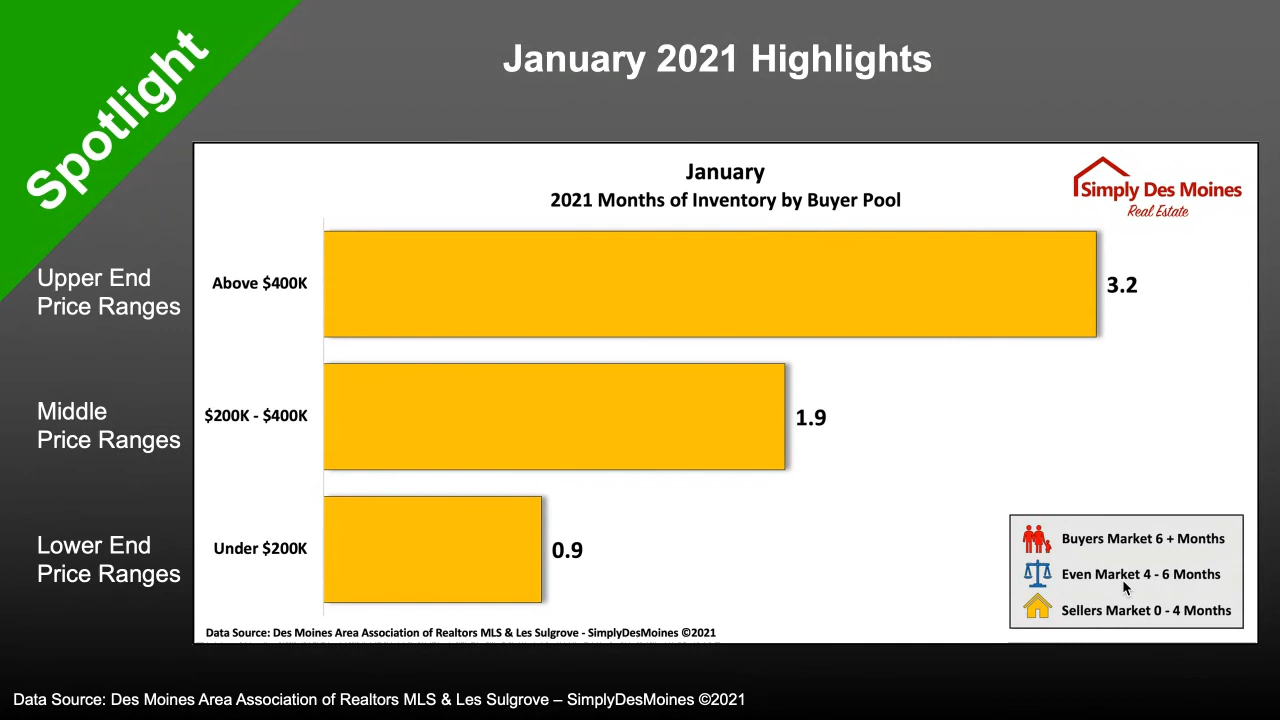 Spotlight
January 2021 Highlights
January
2021 Months of Inventory by Buyer Pool
Simply Des Moines
Real Estate
Upper End
Price Ranges
Above $400K
3.2
Middle
Price Ranges
$200K - $400K
1.9
Lower End
Price Ranges
Under $200K
0.9
Buyers Market 6 + Months
Even Market 4 - 6 Months
Sellers Market 0 - 4 Months
Data Source: Des Moines Area Association of Realtors MLS & Les Sulgrove - SimplyDesMoines ©2021
Data Source: Des Moines Area Association of Realtors MLS & Les Sulgrove – SimplyDesMoines ©2021